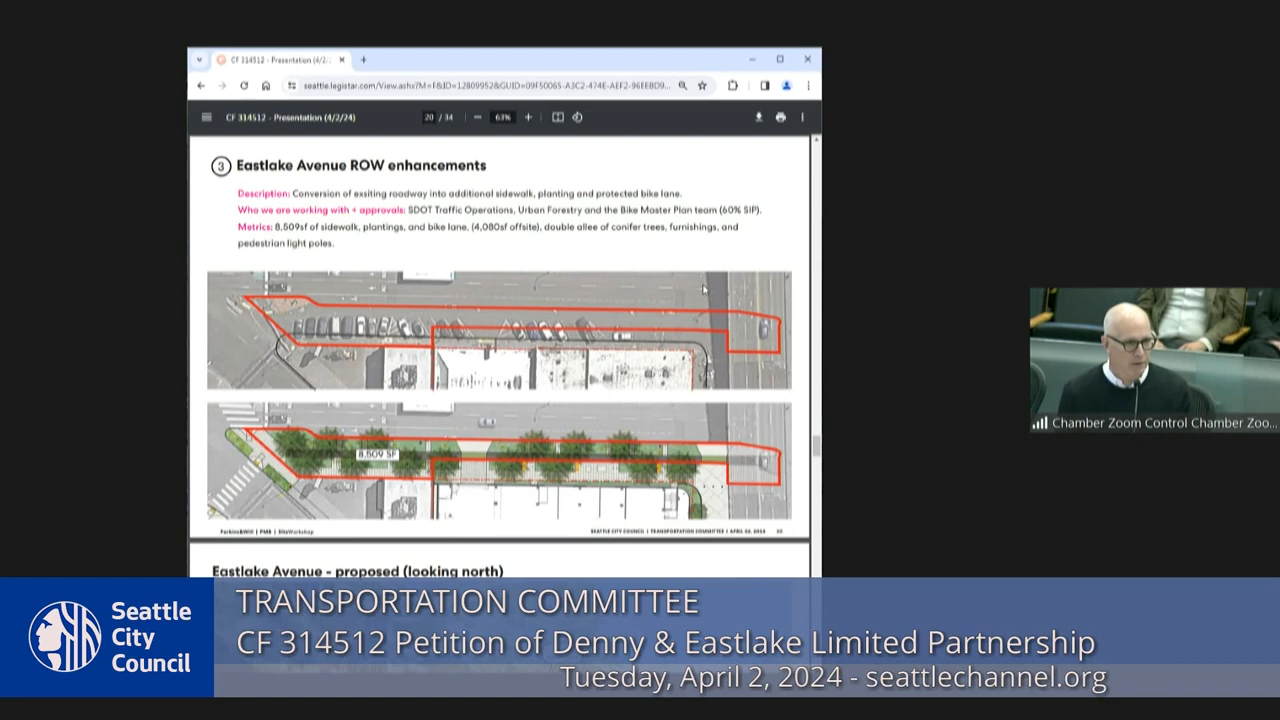 CF 314512 - Presentation (4/2/
seattle.legistar.com/View.ashx?M=F&ID=12809952&GUID=09F50065-A3C2-474E-AEF2-96EEBD9...
CF 314512 - Presentation (4/2/24)
20 / 34
63%
3 Eastlake Avenue ROW enhancements
Description: Conversion of exsiting roadway into additional sidewalk, planting and protected bike lane.
Who we are working with + approvals: SDOT Traffic Operations, Urban Forestry and the Bike Master Plan team (60% SIP).
Metrics: 8,509sf of sidewalk, plantings, and bike lane, (4,080sf offsite), double allee of conifer trees, furnishings, and
pedestrian light poles.
8,509 SF
Perkins&Will | PMB | SiteWorkshop
SEATTLE CITY COUNCIL | TRANSPORTATION COMMITTEE | APRIL 02, 2024 20
Eastlake Avenue - proposed (looking north)
Chamber Zoom Control Chamber Zoo...
Seattle
City
Council
TRANSPORTATION COMMITTEE
CF 314512 Petition of Denny & Eastlake Limited Partnership
Tuesday, April 2, 2024 - seattlechannel.org